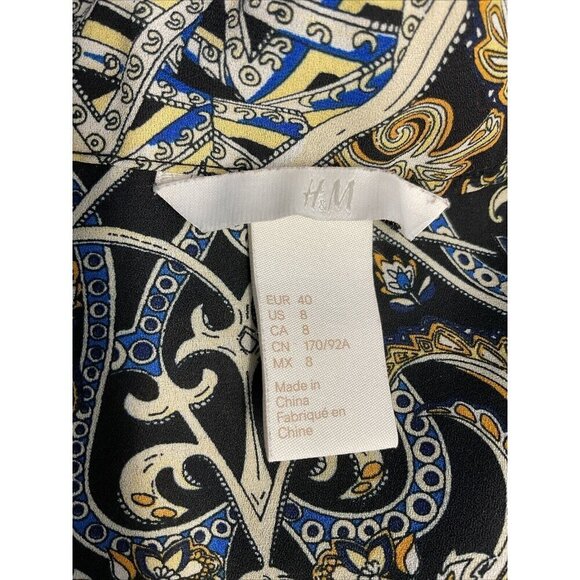 H&M
EUR 40
US 8
CA 8
CN 170/92A
MX 8
Made in
China
Fabriqué en
Chine